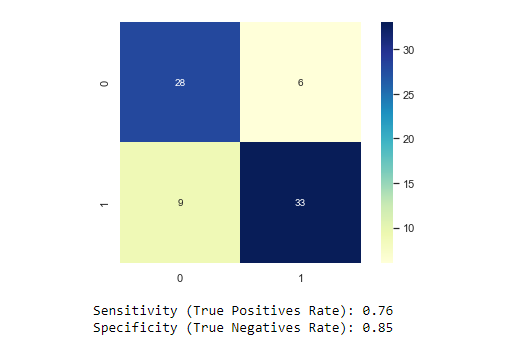 0 28 6
1 9 33
0 1
30
25
20
15
10
Sensitivity (True Positives Rate): 0.76
Specificity (True Negatives Rate): 0.85